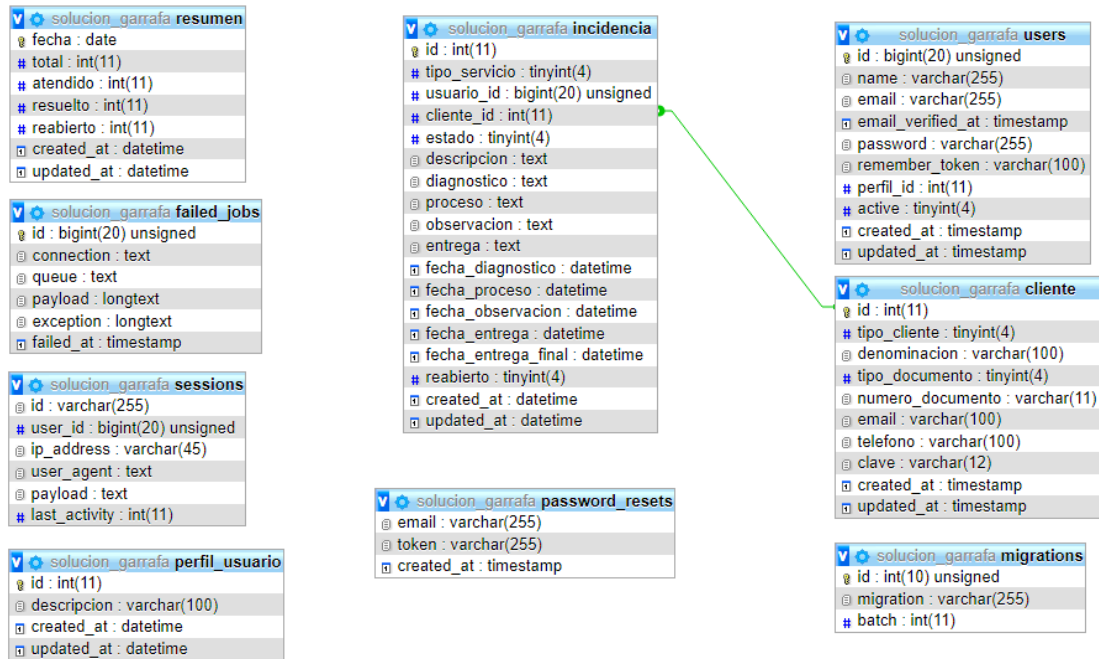 solucion_garrafa resumen
fecha : date
total : int(11)
atendido : int(11)
resuelto : int(11)
reabierto : int(11)
created_at : datetime
updated_at : datetime
solucion_garrafa failed_jobs
id : bigint(20) unsigned
connection : text
queue : text
payload : longtext
exception : longtext
failed_at : timestamp
solucion_garrafa sessions
id : varchar(255)
user_id : bigint(20) unsigned
ip_address : varchar(45)
user_agent : text
payload : text
last_activity : int(11)
solucion_garrafa perfil_usuario
id : int(11)
descripcion : varchar(100)
created_at : datetime
updated_at : datetime
solucion_garrafa incidencia
id : int(11)
tipo_servicio : tinyint(4)
usuario_id : bigint(20) unsigned
cliente_id : int(11)
estado : tinyint(4)
descripcion : text
diagnostico : text
proceso : text
observacion : text
entrega : text
fecha_diagnostico : datetime
fecha_proceso : datetime
fecha_observacion : datetime
fecha_entrega : datetime
fecha_entrega_final : datetime
reabierto : tinyint(4)
created_at : datetime
updated_at : datetime
solucion_garrafa password_resets
email : varchar(255)
token : varchar(255)
created_at : timestamp
solucion_garrafa users
id : bigint(20) unsigned
name : varchar(255)
email : varchar(255)
email_verified_at : timestamp
password : varchar(255)
remember_token : varchar(100)
perfil_id : int(11)
active : tinyint(4)
created_at : timestamp
updated_at : timestamp
solucion_garrafa cliente
id : int(11)
tipo_cliente : tinyint(4)
denominacion : varchar(100)
tipo_documento : tinyint(4)
numero_documento : varchar(11)
email : varchar(100)
telefono : varchar(100)
clave : varchar(12)
created_at : timestamp
updated_at : timestamp
solucion_garrafa migrations
id : int(10) unsigned
migration : varchar(255)
batch : int(11)